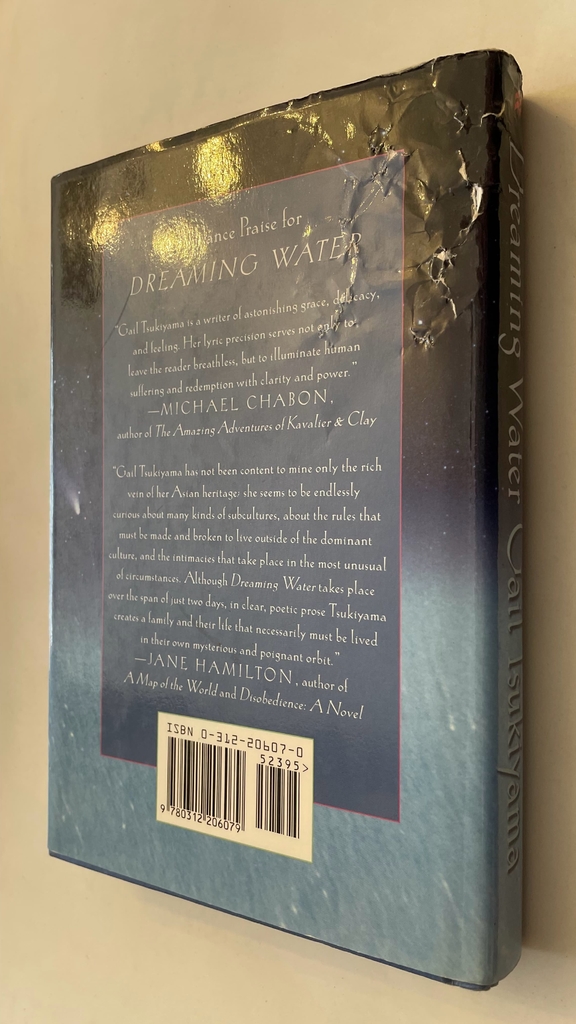 ance Praise for
DREAMING WATER
"Gail Tsukiyama is a writer of astonishing grace, delicacy,
and feeling. Her lyric precision serves not only to
leave the reader breathless, but to illuminate human
suffering and redemption with clarity and power."
—MICHAEL CHABON,
author of The Amazing Adventures of Kavalier & Clay
"Gail Tsukiyama has not been content to mine only the rich
vein of her Asian heritage; she seems to be endlessly
curious about many kinds of subcultures, about the rules that
must be made and broken to live outside of the dominant
culture, and the intimacies that take place in the most unusual
of circumstances. Although Dreaming Water takes place
over the span of just two days, in clear, poetic prose Tsukiyama
creates a family and their life that necessarily must be lived
in their own mysterious and poignant orbit."
—JANE HAMILTON, author of
A Map of the World and Disobedience: A Novel
ISBN 0-312-20607-0
52395>
9 780312 206079
Dreaming Water Gail Tsukiyama